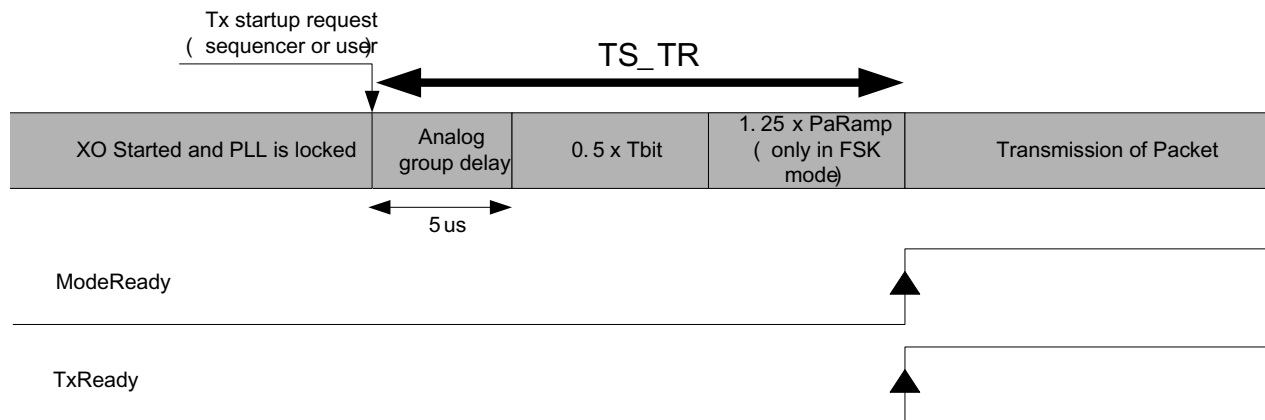 Tx startup request
( sequencer or user)
TS_TR
XO Started and PLL is locked
Analog
group delay
0. 5 x Tbit
1. 25 x PaRamp
( only in FSK
mode)
Transmission of Packet
5 us
ModeReady
TxReady